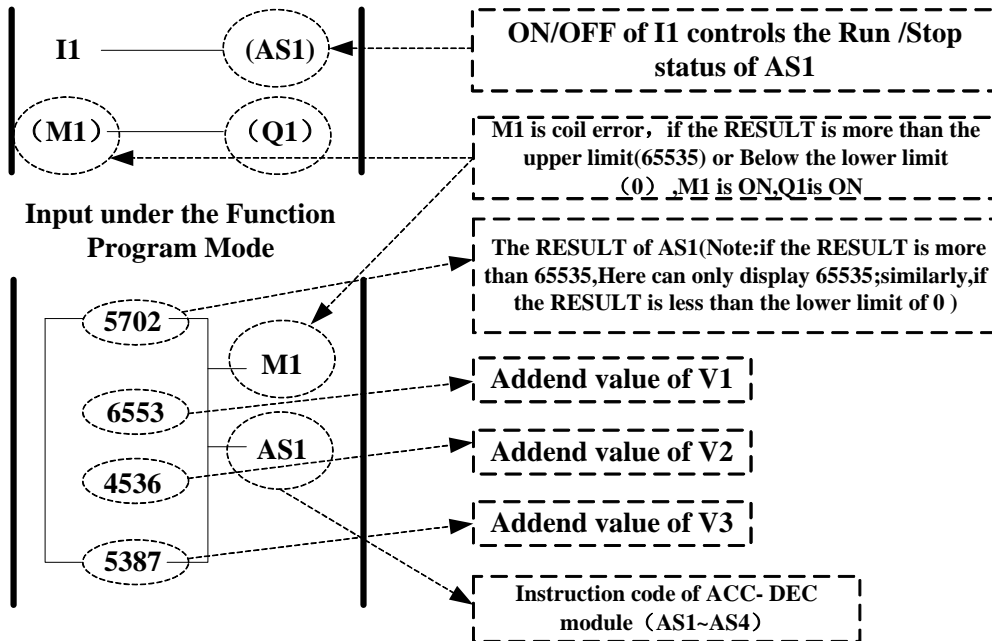 I1
(AS1)
（M1）
（Q1）
Input under the Function
Program Mode
5702
6553
4536
5387
M1
AS1
ON/OFF of I1 controls the Run /Stop
status of AS1
M1 is coil error，if the RESULT is more than the
upper limit(65535) or Below the lower limit
（0）,M1 is ON,Q1is ON
The RESULT of AS1(Note:if the RESULT is more
than 65535,Here can only display 65535;similarly,if
the RESULT is less than the lower limit of 0 )
Addend value of V1
Addend value of V2
Addend value of V3
Instruction code of ACC- DEC
module（AS1~AS4）